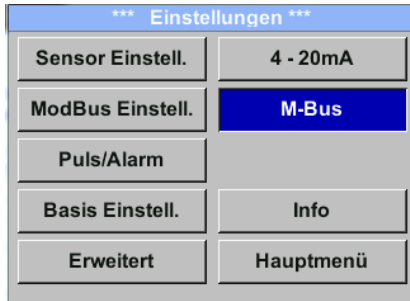 *** Einstellungen ***
Sensor Einstell.
4 - 20mA
ModBus Einstell.
M-Bus
Puls/Alarm
Basis Einstell.
Info
Erweitert
Hauptmenü